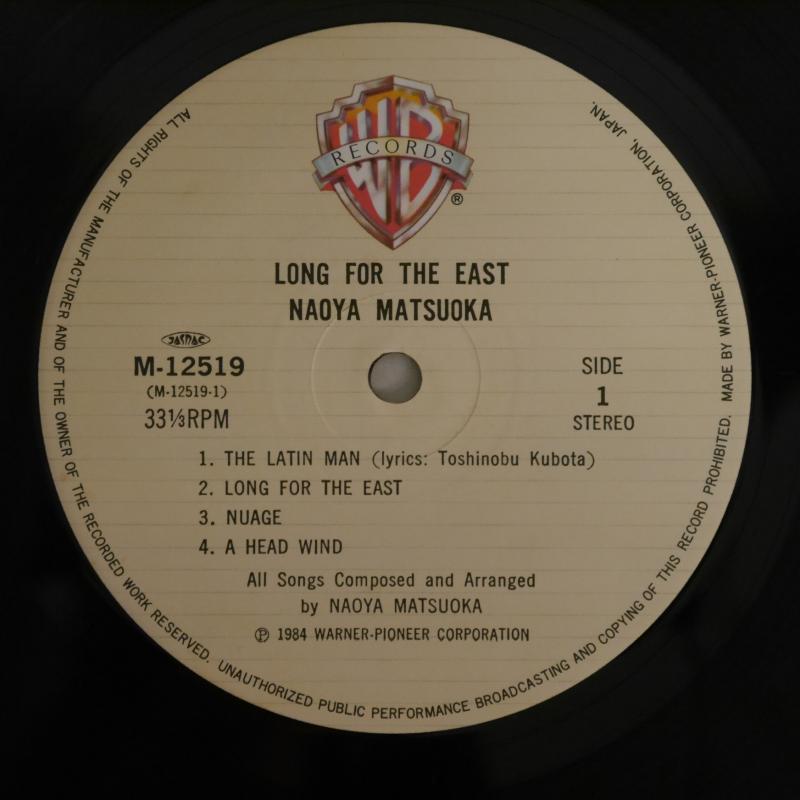 WB
RECORDS
®
LONG FOR THE EAST
NAOYA MATSUOKA
JASRAC
M-12519
(M-12519-1)
33⅓RPM
SIDE
1
STEREO
1. THE LATIN MAN (lyrics: Toshinobu Kubota)
2. LONG FOR THE EAST
3. NUAGE
4. A HEAD WIND
All Songs Composed and Arranged
by NAOYA MATSUOKA
℗ 1984 WARNER-PIONEER CORPORATION
ALL RIGHTS OF THE MANUFACTURER AND OF THE OWNER OF THE RECORDED WORK RESERVED. UNAUTHORIZED PUBLIC PERFORMANCE BROADCASTING AND COPYING OF THIS RECORD PROHIBITED. MADE BY WARNER-PIONEER CORPORATION, JAPAN.